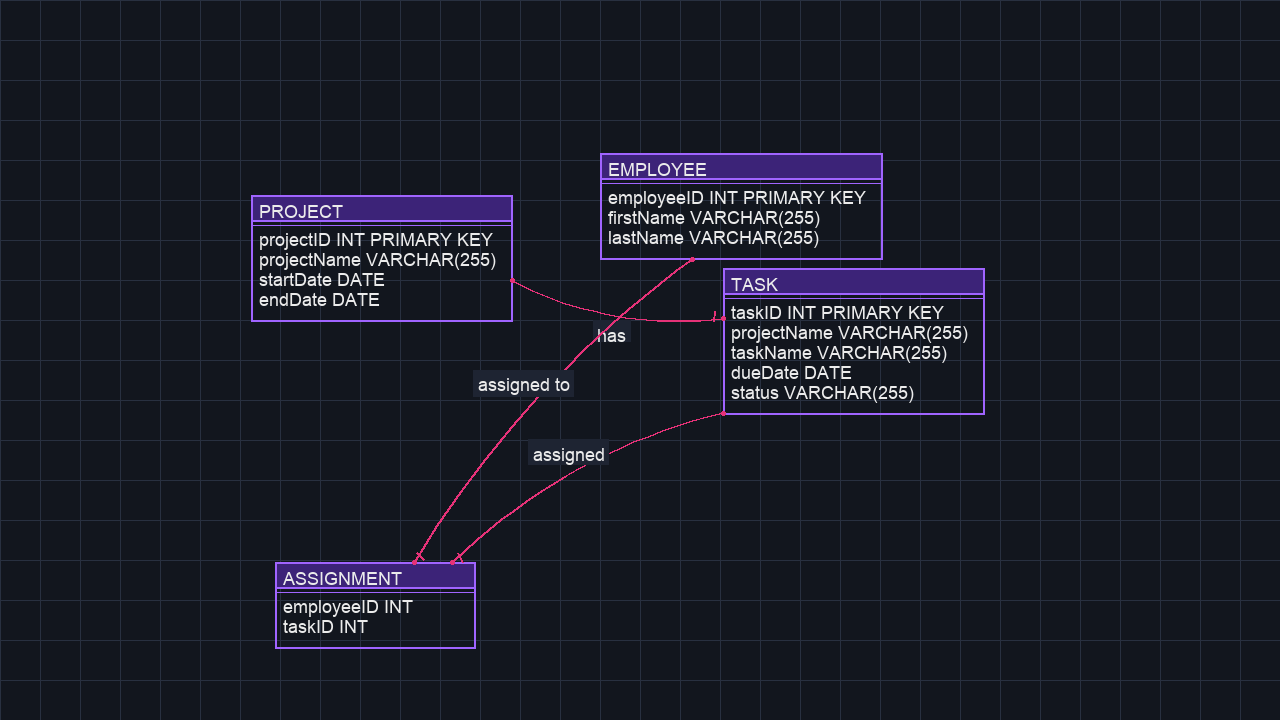 EMPLOYEE
employeeID INT PRIMARY KEY
firstName VARCHAR(255)
lastName VARCHAR(255)
PROJECT
projectID INT PRIMARY KEY
projectName VARCHAR(255)
startDate DATE
endDate DATE
TASK
taskID INT PRIMARY KEY
projectName VARCHAR(255)
taskName VARCHAR(255)
dueDate DATE
status VARCHAR(255)
has
assigned to
assigned
ASSIGNMENT
employeeID INT
taskID INT